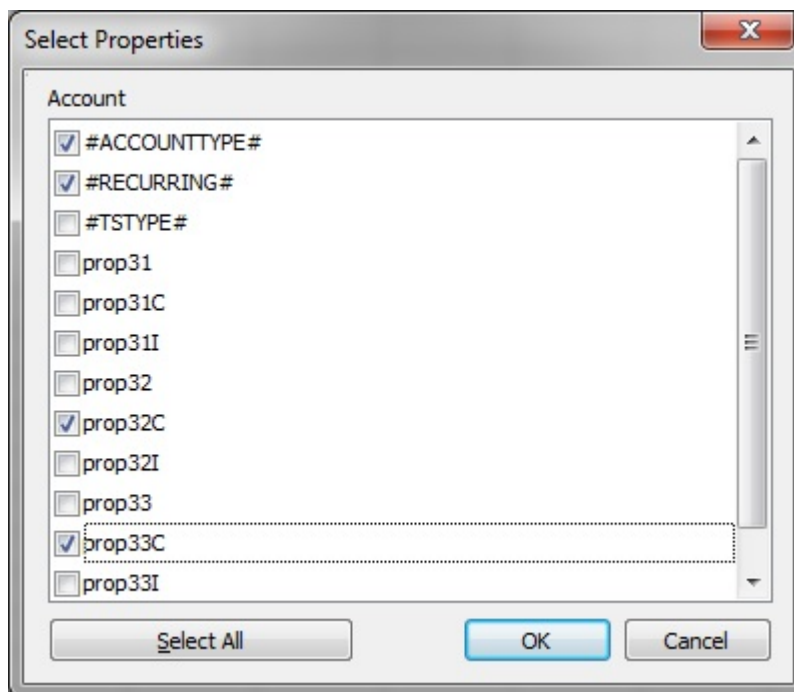 Select Properties
Account
#ACCOUNTTYPE#
#RECURRING#
#TSTYPE#
prop31
prop31C
prop31I
prop32
prop32C
prop32I
prop33
prop33C
prop33I
Select All
OK
Cancel